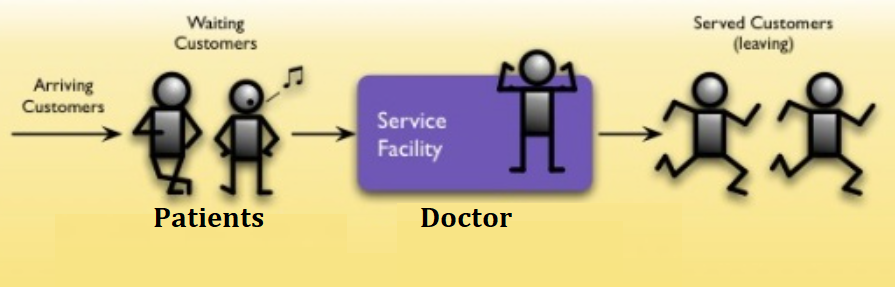 Arriving
Customers
Waiting
Customers
Patients
Service
Facility
Doctor
Served Customers
(leaving)